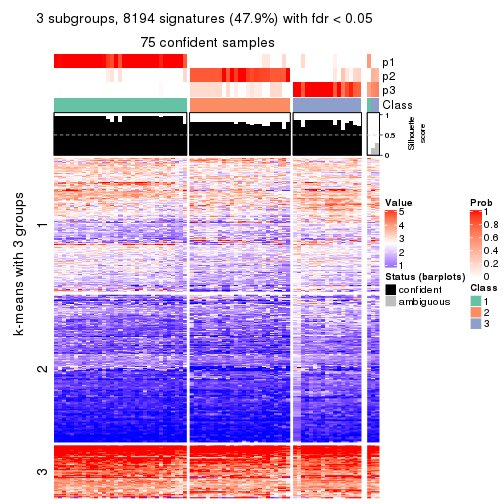 3 subgroups, 8194 signatures (47.9%) with fdr < 0.05
75 confident samples
p1
p2
p3
Class
1
0.5
0
Silhouette
score
k-means with 3 groups
1
2
3
Value
5
4
3
2
1
Status (barplots)
confident
ambiguous
Prob
1
0.8
0.6
0.4
0.2
0
Class
1
2
3